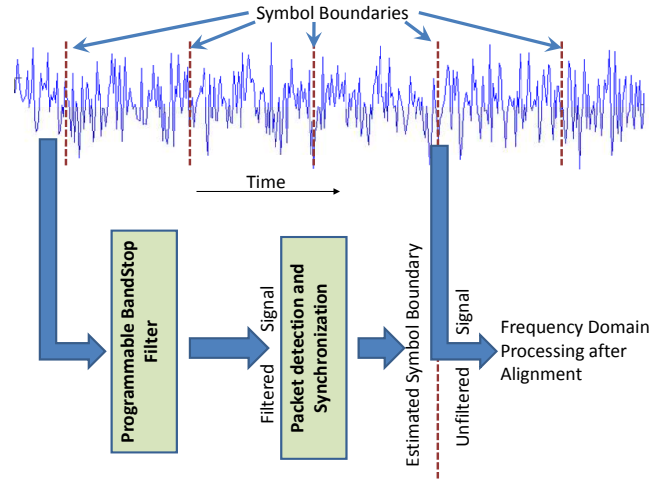 Symbol Boundaries
Time
Programmable BandStop
Filter
Filtered Signal
Packet detection and
Synchronization
Estimated Symbol Boundary
Unfiltered Signal
Frequency Domain
Processing after
Alignment